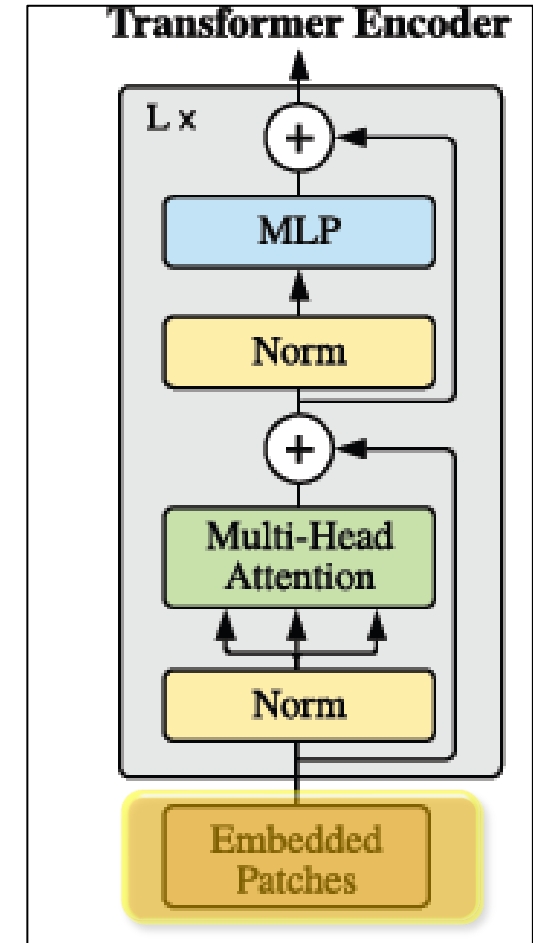 Transformer Encoder
L x
+
MLP
Norm
+
Multi-Head
Attention
Norm
Embedded
Patches